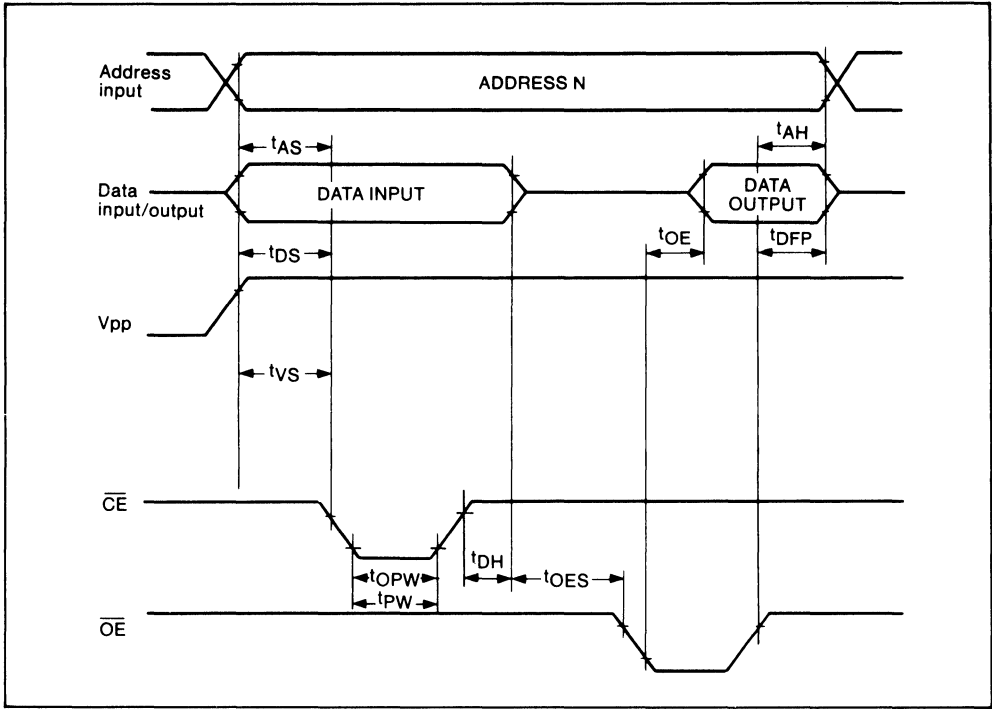 Address
input
ADDRESS N
tAS
tAH
Data
input/output
DATA INPUT
DATA
OUTPUT
tDS
tOE
tDFP
Vpp
tVS
CE
tDH
tOES
tOPW
tPW
OE